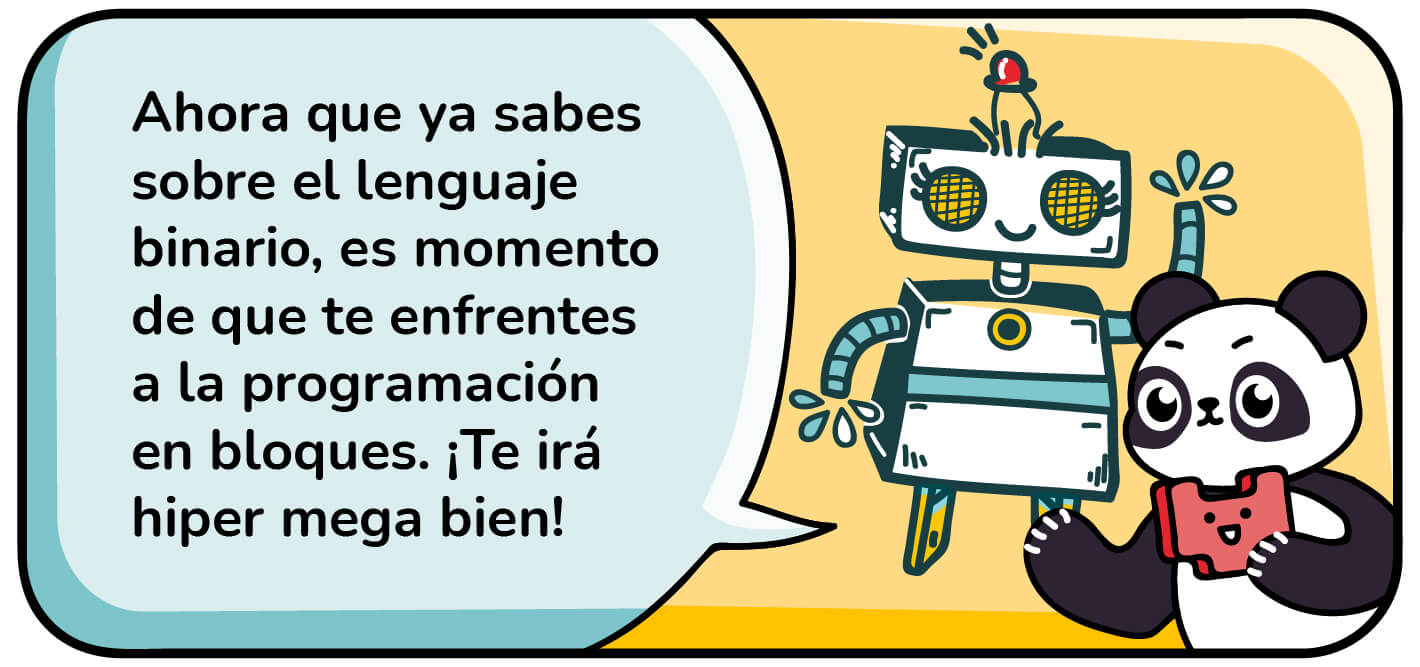 Ahora que ya sabes
sobre el lenguaje
binario, es momento
de que te enfrentes
a la programación
en bloques. ¡Te irá
hiper mega bien!